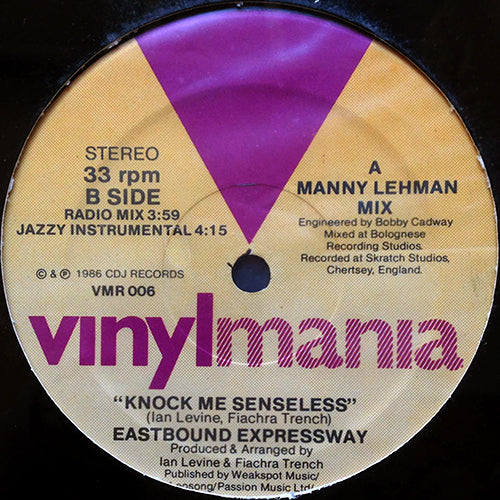 STEREO
33 rpm
B SIDE
RADIO MIX 3:59
JAZZY INSTRUMENTAL 4:15
A
MANNY LEHMAN
MIX
Engineered by Bobby Cadway
Mixed at Bolognese
Recording Studios.
Recorded at Skratch Studios,
Chertsey, England.
© & ℗ 1986 CDJ RECORDS
VMR 006
vinylmania
"KNOCK ME SENSELESS"
(Ian Levine, Fiachra Trench)
EASTBOUND EXPRESSWAY
Produced & Arranged by
Ian Levine & Fiachra Trench
Published by Weakspot Music/
/Passion Music Ltd/